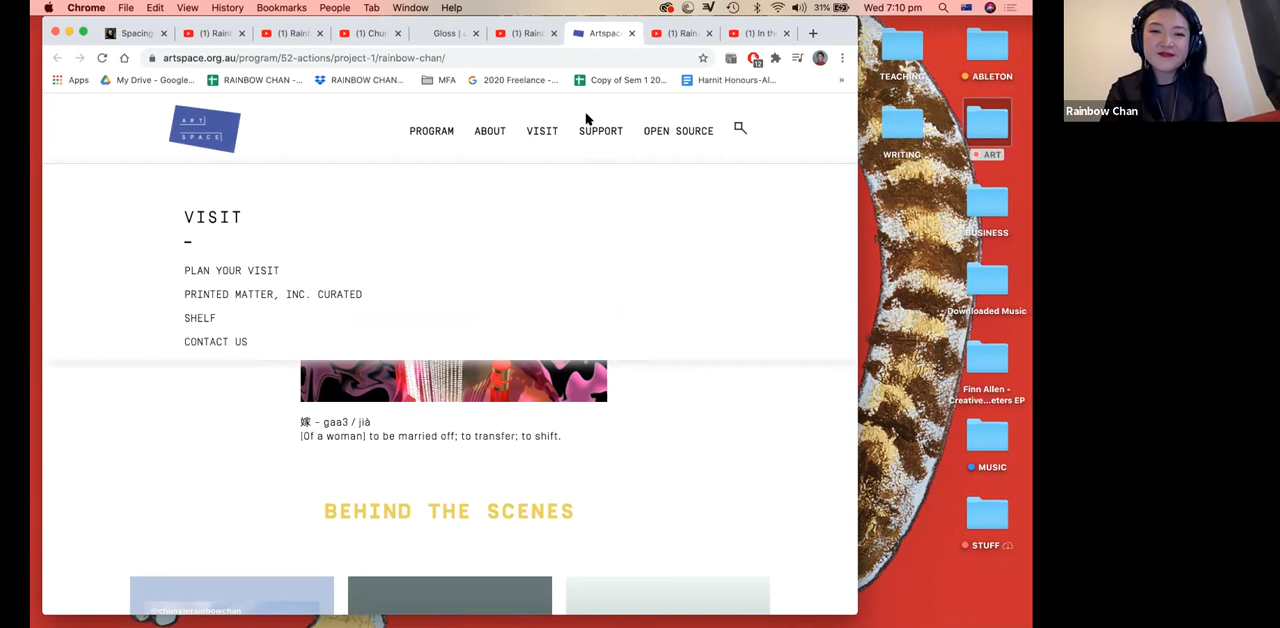 Chrome File Edit View History Bookmarks People Tab Window Help 31% Wed 7:10 pm
Spacing (1) Rain (1) Rain (1) Chu Gloss | (1) Rain Artspac (1) Rain (1) In th
artspace.org.au/program/52-actions/project-1/rainbow-chan/
Apps My Drive - Google... RAINBOW CHAN -... RAINBOW CHAN... MFA 2020 Freelance -... Copy of Sem 1 20... Harnit Honours-Al... »
ART
SPACE
PROGRAM ABOUT VISIT SUPPORT OPEN SOURCE
VISIT
PLAN YOUR VISIT
PRINTED MATTER, INC. CURATED
SHELF
CONTACT US
嫁 – gaa3 / jià
(Of a woman) to be married off; to transfer; to shift.
BEHIND THE SCENES
@chunyinrainbowchan
TEACHING
ABLETON
WRITING
ART
BUSINESS
Downloaded Music
Finn Allen -
Creative...eters EP
MUSIC
STUFF
Rainbow Chan